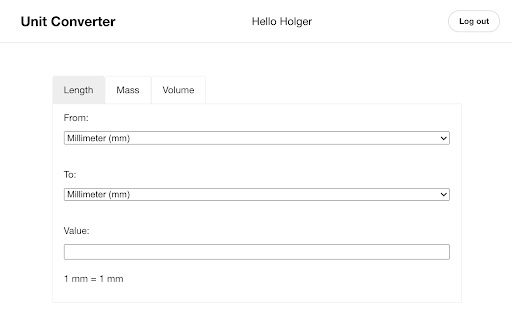 Unit Converter
Hello Holger
Log out
Length
Mass
Volume
From:
Millimeter (mm)
To:
Millimeter (mm)
Value:
1 mm = 1 mm